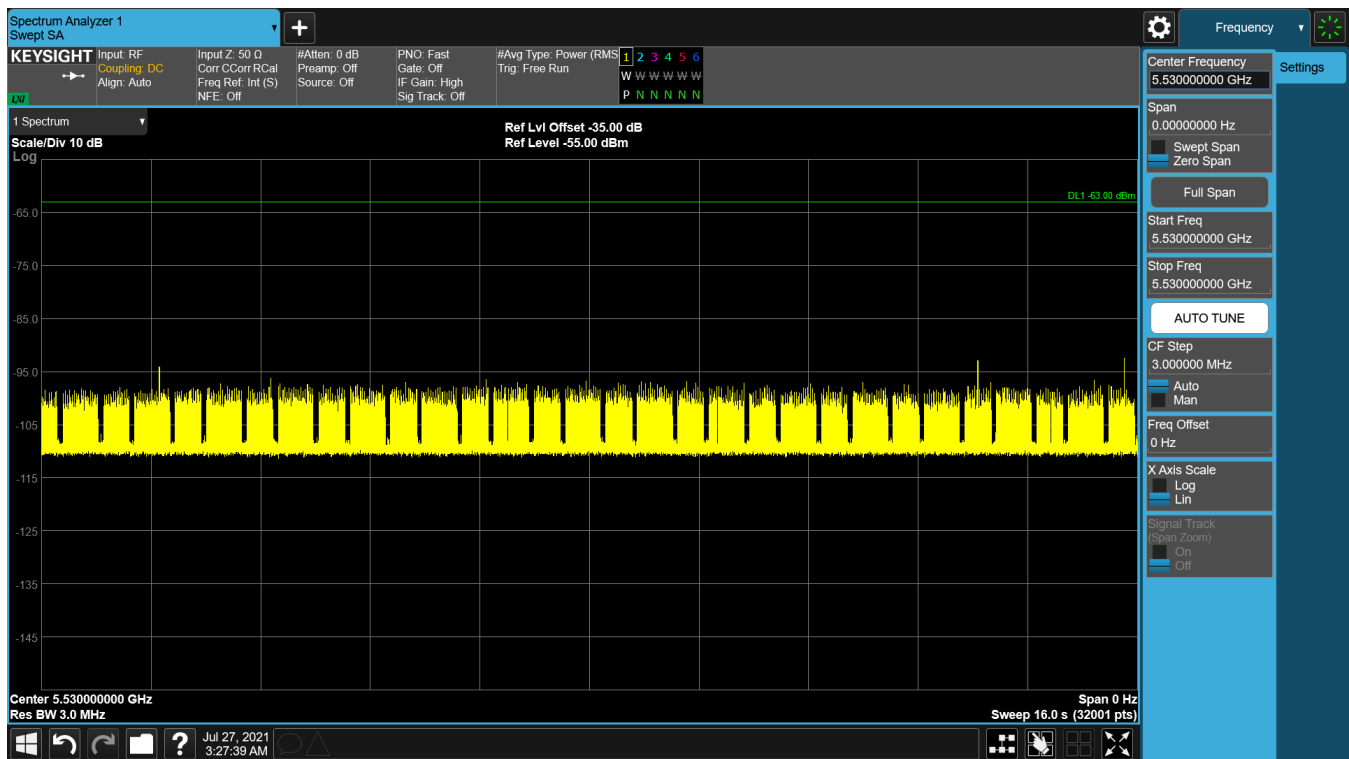 Spectrum Analyzer 1
Swept SA
Frequency
KEYSIGHT
LXI
Input: RF
Coupling: DC
Align: Auto
Input Z: 50 Ω
Corr CCorr RCal
Freq Ref: Int (S)
NFE: Off
#Atten: 0 dB
Preamp: Off
Source: Off
PNO: Fast
Gate: Off
IF Gain: High
Sig Track: Off
#Avg Type: Power (RMS
Trig: Free Run
1 2 3 4 5 6
W W W W W W
P N N N N N
1 Spectrum
Scale/Div 10 dB
Log
Ref Lvl Offset -35.00 dB
Ref Level -55.00 dBm
DL1 -63.00 dBm
-65.0
-75.0
-85.0
-95.0
-105
-115
-125
-135
-145
Center 5.530000000 GHz
Res BW 3.0 MHz
Span 0 Hz
Sweep 16.0 s (32001 pts)
Center Frequency
5.530000000 GHz
Settings
Span
0.00000000 Hz
Swept Span
Zero Span
Full Span
Start Freq
5.530000000 GHz
Stop Freq
5.530000000 GHz
AUTO TUNE
CF Step
3.000000 MHz
Auto
Man
Freq Offset
0 Hz
X Axis Scale
Log
Lin
Signal Track
(Span Zoom)
On
Off
?
Jul 27, 2021
3:27:39 AM